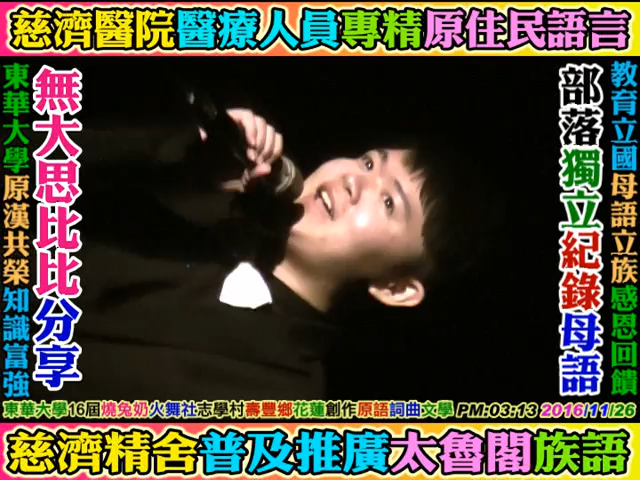 慈濟醫院醫療人員專精原住民語言
教育立國母語立族感恩回饋
部落獨立紀錄母語
無大思比比分享
東華大學原漢共榮知識富強
東華大學16屆燒兔奶火舞社志學村壽豐鄉花蓮創作原語詞曲文學 PM:03:13 2016/11/26
慈濟精舍普及推廣太魯閣族語